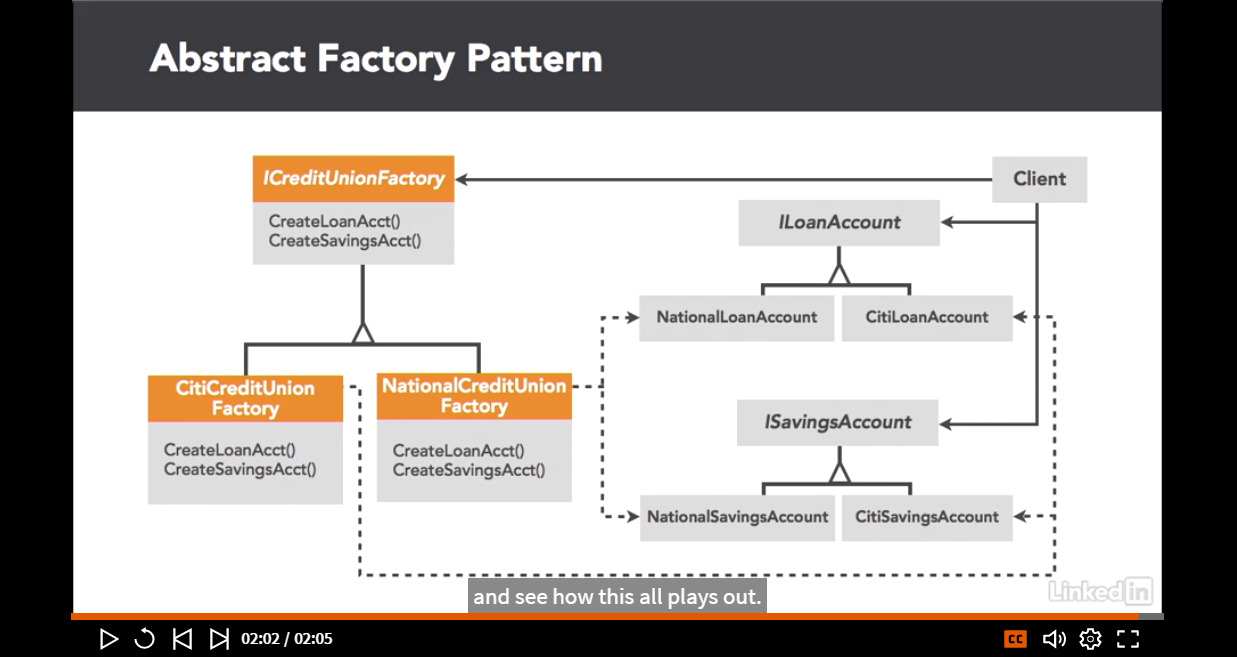 Abstract Factory Pattern
ICreditUnionFactory
CreateLoanAcct()
CreateSavingsAcct()
Client
ILoanAccount
NationalLoanAccount
CitiLoanAccount
CitiCreditUnion
Factory
CreateLoanAcct()
CreateSavingsAcct()
NationalCreditUnion
Factory
CreateLoanAcct()
CreateSavingsAcct()
ISavingsAccount
NationalSavingsAccount
CitiSavingsAccount
and see how this all plays out.
Linked in
02:02 / 02:05
CC